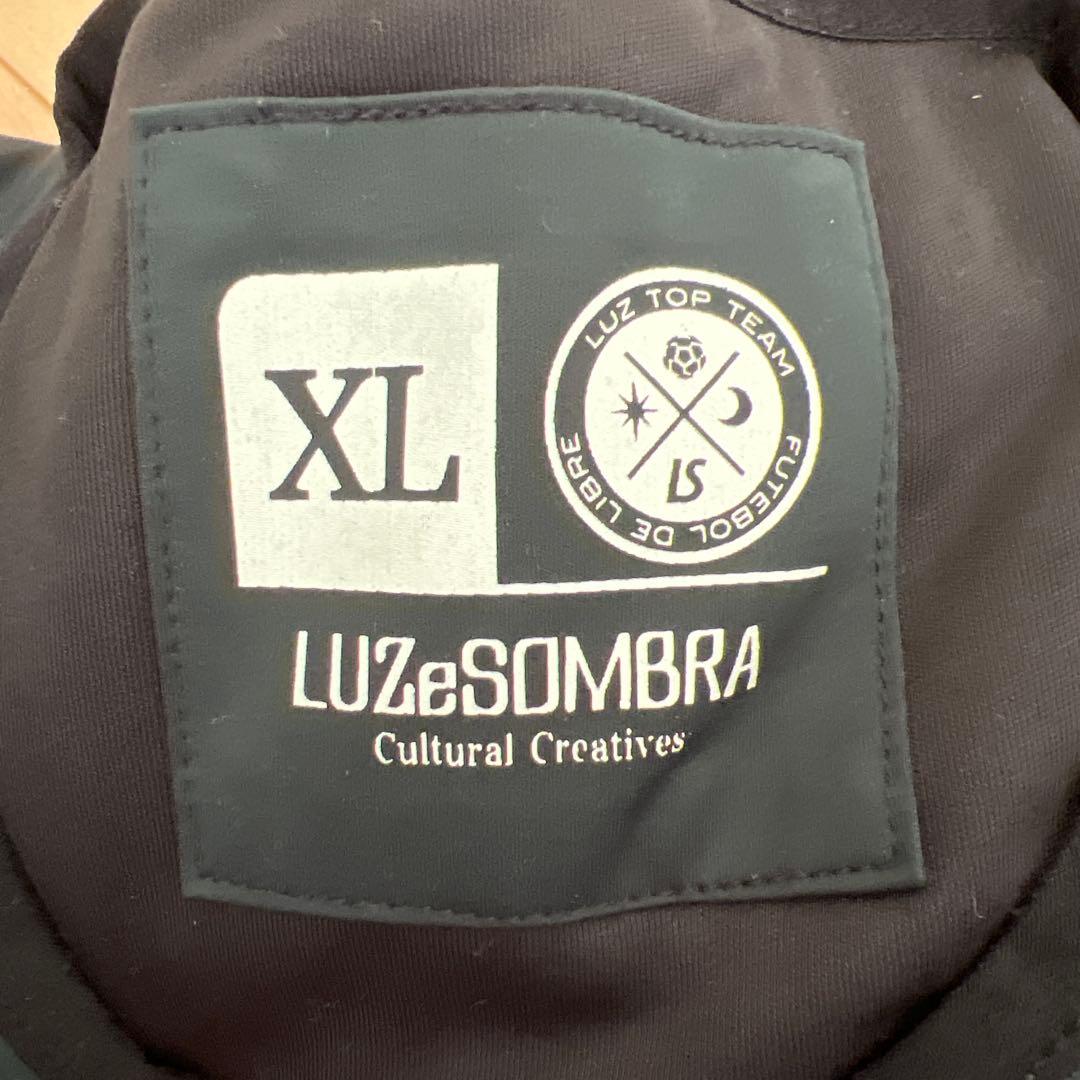 XL
LUZ TOP TEAM
FUTEBOL DE LIBRE
LS
LUZeSOMBRA
Cultural Creatives